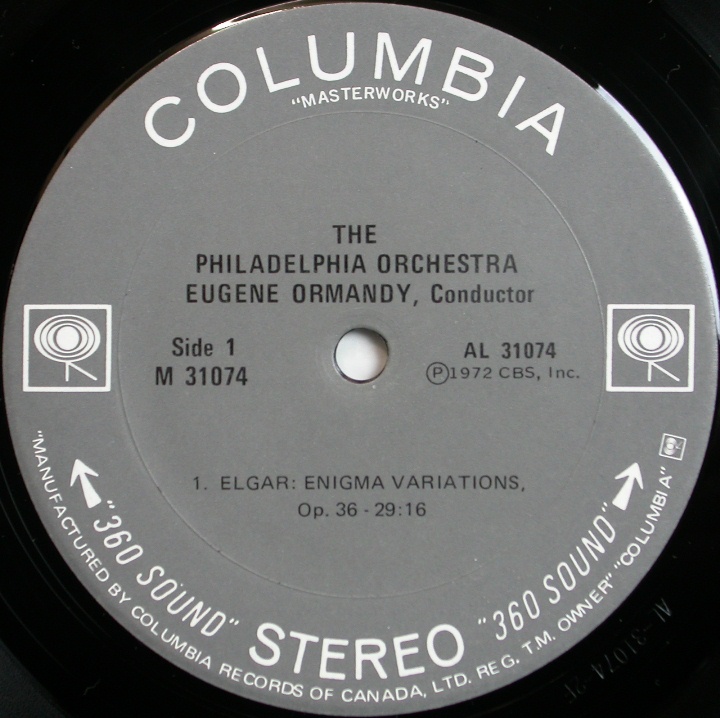 COLUMBIA
"MASTERWORKS"
THE
PHILADELPHIA ORCHESTRA
EUGENE ORMANDY, Conductor
Side 1
M 31074
AL 31074
Ⓟ1972 CBS, Inc.
1. ELGAR: ENIGMA VARIATIONS,
Op. 36 - 29:16
"360 SOUND" STEREO "360 SOUND"
"MANUFACTURED BY COLUMBIA RECORDS OF CANADA, LTD. REG. T.M. OWNER" "COLUMBIA"